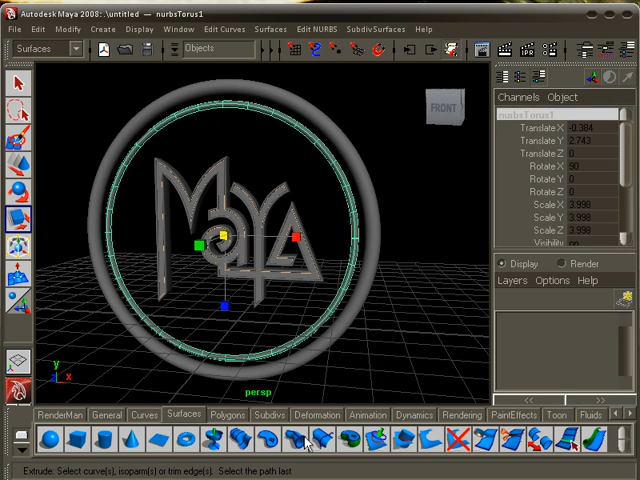 Autodesk Maya 2008: .\untitled — nurbsTorus1
File Edit Modify Create Display Window Edit Curves Surfaces Edit NURBS SubdivSurfaces Help
Surfaces Objects
Channels Object
nurbsTorus1
Translate X -0.384
Translate Y 2.743
Translate Z 0
Rotate X 90
Rotate Y 0
Rotate Z 0
Scale X 3.998
Scale Y 3.998
Scale Z 3.998
Visibility on
FRONT
MAYA
Display Render
Layers Options Help
y
z x
persp
<< >>
RenderMan General Curves Surfaces Polygons Subdivs Deformation Animation Dynamics Rendering PaintEffects Toon Fluids
Extrude: Select curve(s), isoparm(s) or trim edge(s). Select the path last